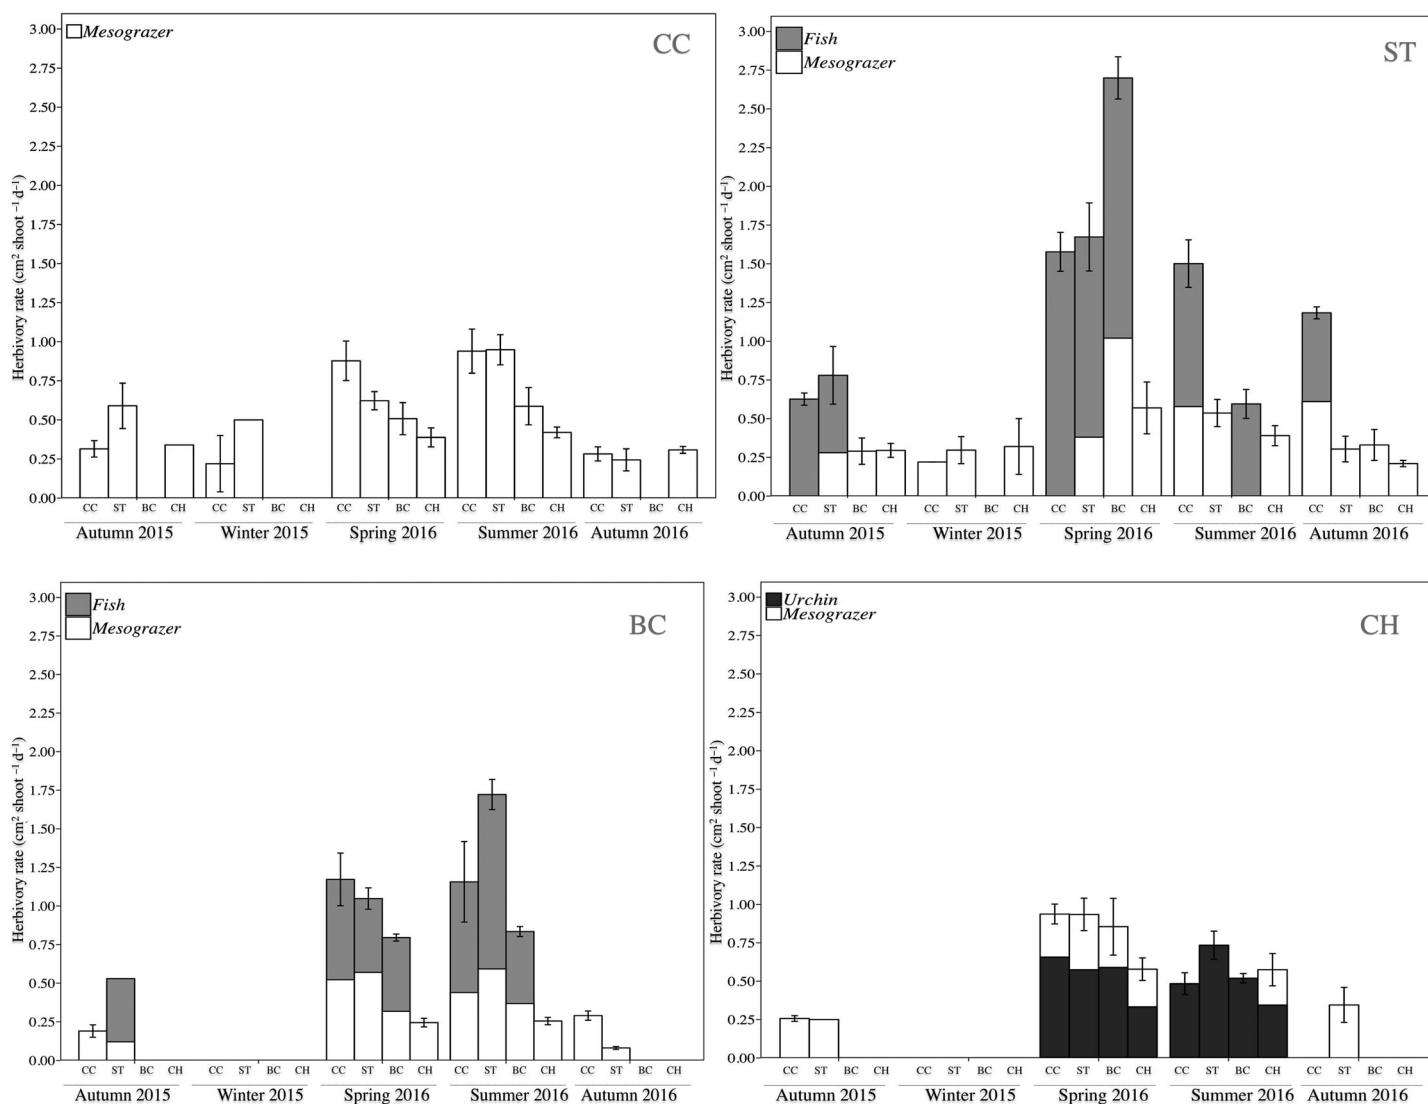 Mesograzer
CC
3.00
2.75
2.50
2.25
2.00
1.75
1.50
1.25
1.00
0.75
0.50
0.25
0.00
Herbivory rate (cm² shoot ⁻¹ d⁻¹)
CC ST BC CH CC ST BC CH CC ST BC CH CC ST BC CH CC ST BC CH
Autumn 2015 Winter 2015 Spring 2016 Summer 2016 Autumn 2016
Fish
Mesograzer
ST
3.00
2.75
2.50
2.25
2.00
1.75
1.50
1.25
1.00
0.75
0.50
0.25
0.00
Herbivory rate (cm² shoot ⁻¹ d⁻¹)
CC ST BC CH CC ST BC CH CC ST BC CH CC ST BC CH CC ST BC CH
Autumn 2015 Winter 2015 Spring 2016 Summer 2016 Autumn 2016
Fish
Mesograzer
BC
3.00
2.75
2.50
2.25
2.00
1.75
1.50
1.25
1.00
0.75
0.50
0.25
0.00
Herbivory rate (cm² shoot ⁻¹ d⁻¹)
CC ST BC CH CC ST BC CH CC ST BC CH CC ST BC CH CC ST BC CH
Autumn 2015 Winter 2015 Spring 2016 Summer 2016 Autumn 2016
Urchin
Mesograzer
CH
3.00
2.75
2.50
2.25
2.00
1.75
1.50
1.25
1.00
0.75
0.50
0.25
0.00
Herbivory rate (cm² shoot ⁻¹ d⁻¹)
CC ST BC CH CC ST BC CH CC ST BC CH CC ST BC CH CC ST BC CH
Autumn 2015 Winter 2015 Spring 2016 Summer 2016 Autumn 2016